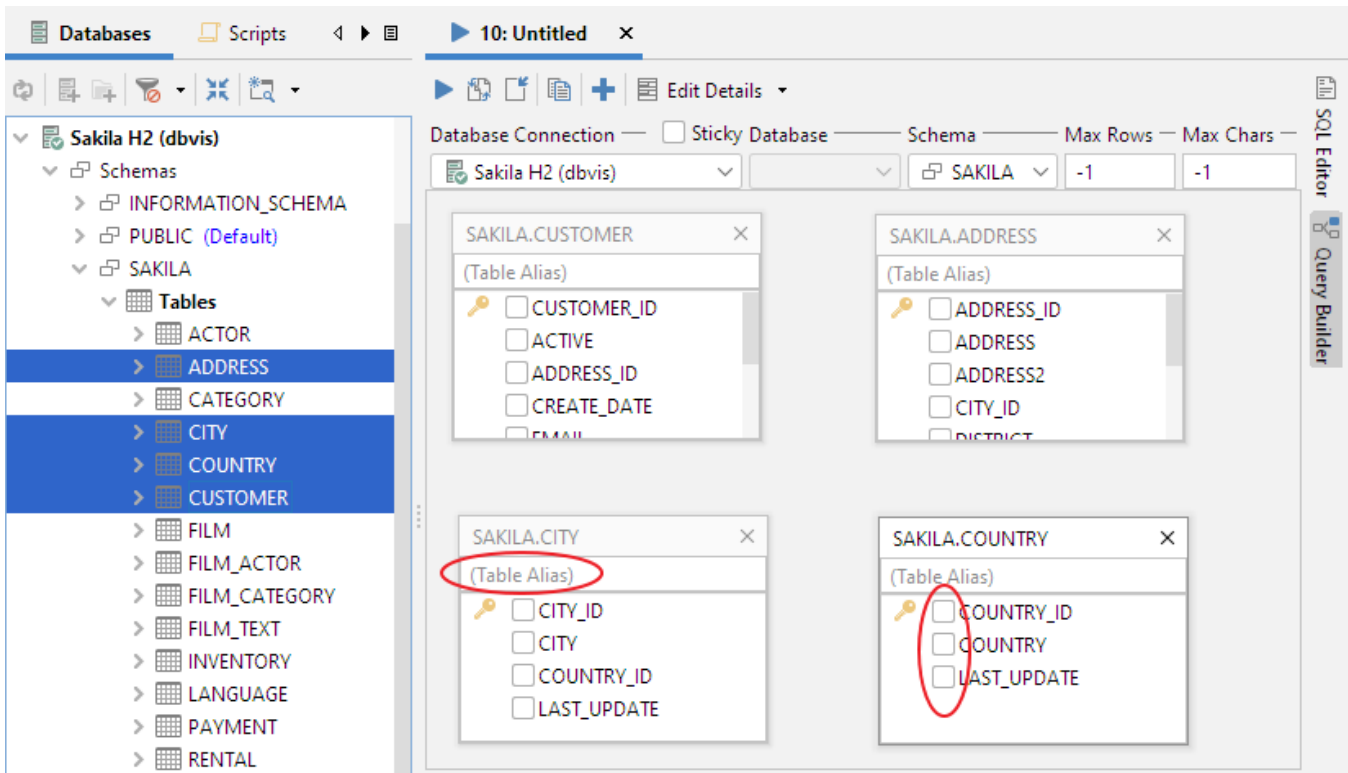 Databases
Scripts
10: Untitled
Edit Details
Database Connection
Sticky
Database
Schema
Max Rows
Max Chars
Sakila H2 (dbvis)
SAKILA
-1
-1
SQL Editor
Query Builder
Sakila H2 (dbvis)
Schemas
INFORMATION_SCHEMA
PUBLIC (Default)
SAKILA
Tables
ACTOR
ADDRESS
CATEGORY
CITY
COUNTRY
CUSTOMER
FILM
FILM_ACTOR
FILM_CATEGORY
FILM_TEXT
INVENTORY
LANGUAGE
PAYMENT
RENTAL
SAKILA.CUSTOMER
(Table Alias)
CUSTOMER_ID
ACTIVE
ADDRESS_ID
CREATE_DATE
EMAIL
SAKILA.ADDRESS
(Table Alias)
ADDRESS_ID
ADDRESS
ADDRESS2
CITY_ID
DISTRICT
SAKILA.CITY
(Table Alias)
CITY_ID
CITY
COUNTRY_ID
LAST_UPDATE
SAKILA.COUNTRY
(Table Alias)
COUNTRY_ID
COUNTRY
LAST_UPDATE